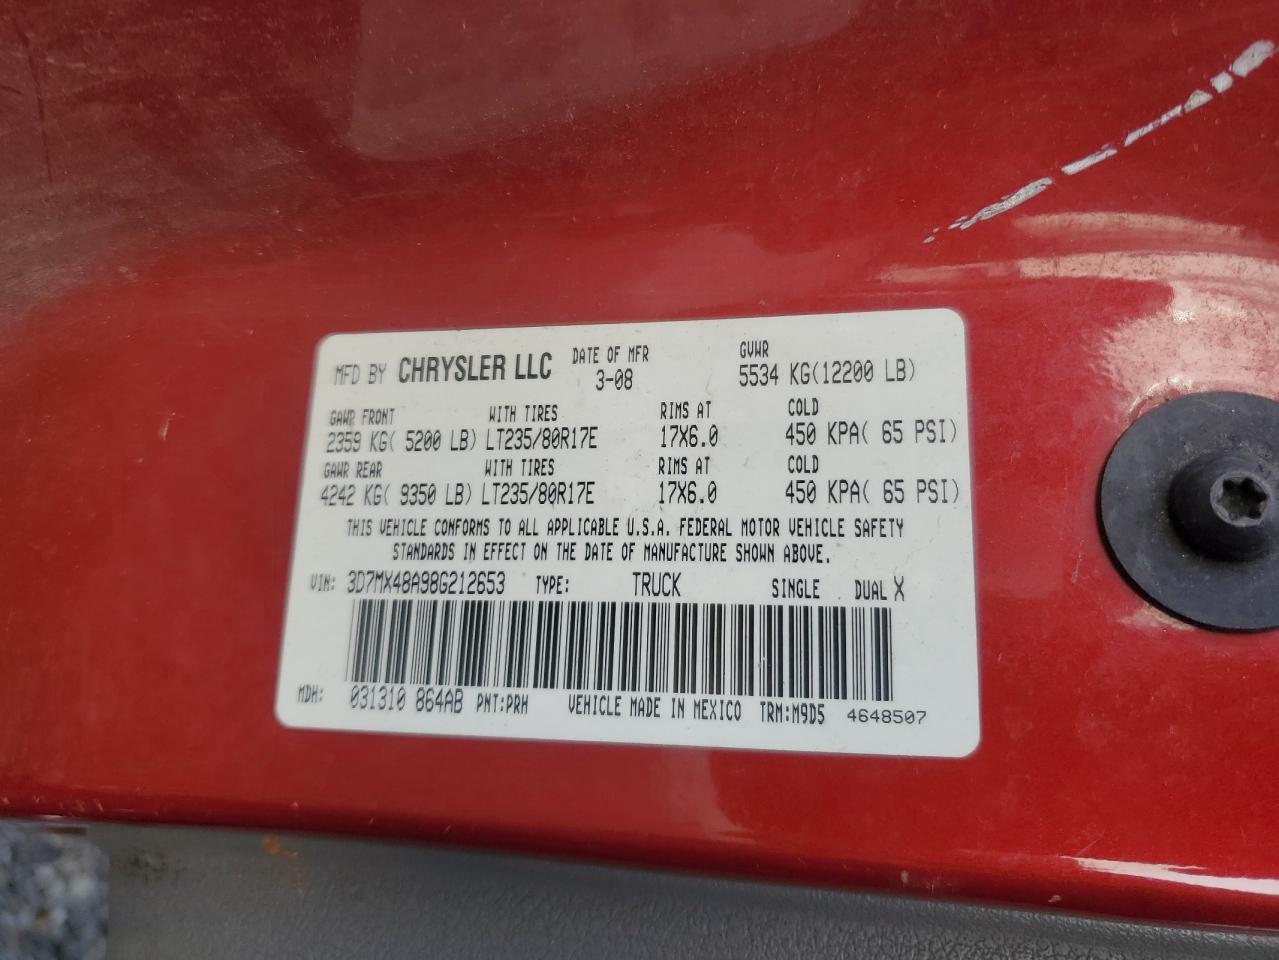 MFD BY CHRYSLER LLC DATE OF MFR 3-08 GVWR 5534 KG(12200 LB)
GAWR FRONT WITH TIRES RIMS AT COLD
2359 KG( 5200 LB) LT235/80R17E 17X6.0 450 KPA( 65 PSI)
GAWR REAR WITH TIRES RIMS AT COLD
4242 KG( 9350 LB) LT235/80R17E 17X6.0 450 KPA( 65 PSI)
THIS VEHICLE CONFORMS TO ALL APPLICABLE U.S.A. FEDERAL MOTOR VEHICLE SAFETY
STANDARDS IN EFFECT ON THE DATE OF MANUFACTURE SHOWN ABOVE.
VIN: 3D7MX48A98G212653 TYPE: TRUCK SINGLE DUAL X
MDH: 031310 864AB PNT:PRH VEHICLE MADE IN MEXICO TRM:M9D5 4648507